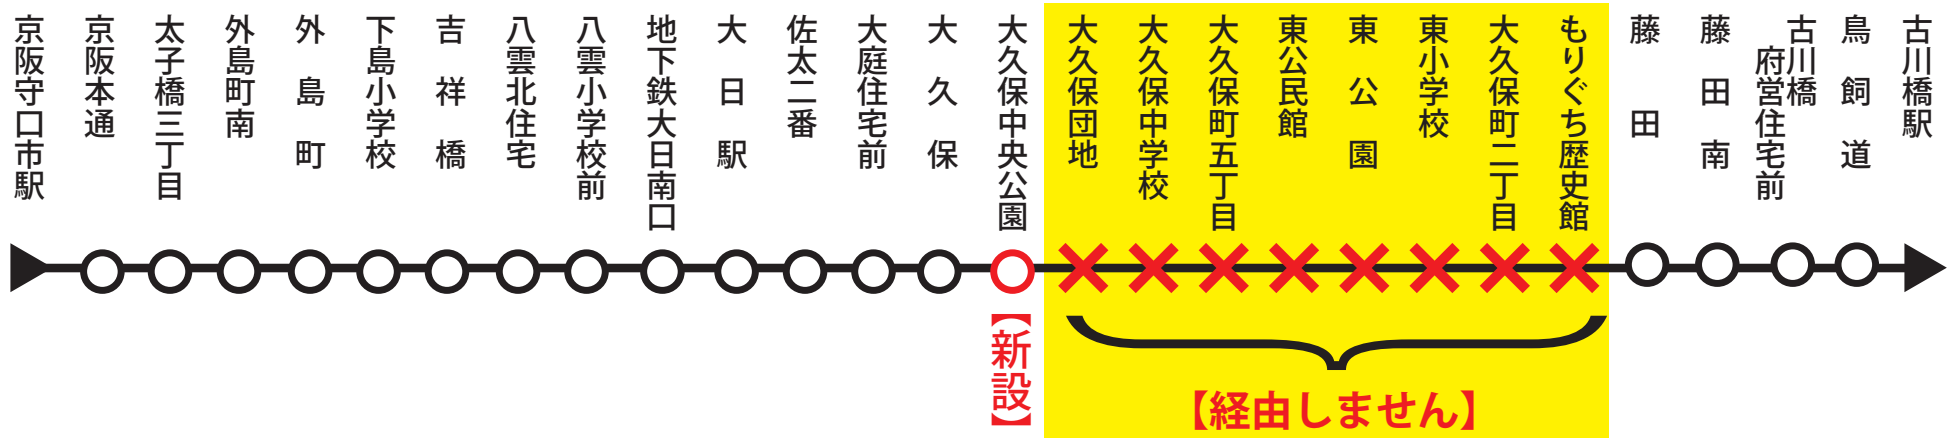 京阪守口市駅
京阪本通
太子橋三丁目
外島町南
外島町
下島小学校
吉祥橋
八雲北住宅
八雲小学校前
地下鉄大日南口
大日駅
佐太二番
大庭住宅前
大久保
大久保中央公園
大久保団地
大久保中学校
大久保町五丁目
東公民館
東公園
東小学校
大久保町二丁目
もりぐち歴史館
藤田
藤田南
古川橋
府営住宅前
鳥飼道
古川橋駅
【新設】
【経由しません】